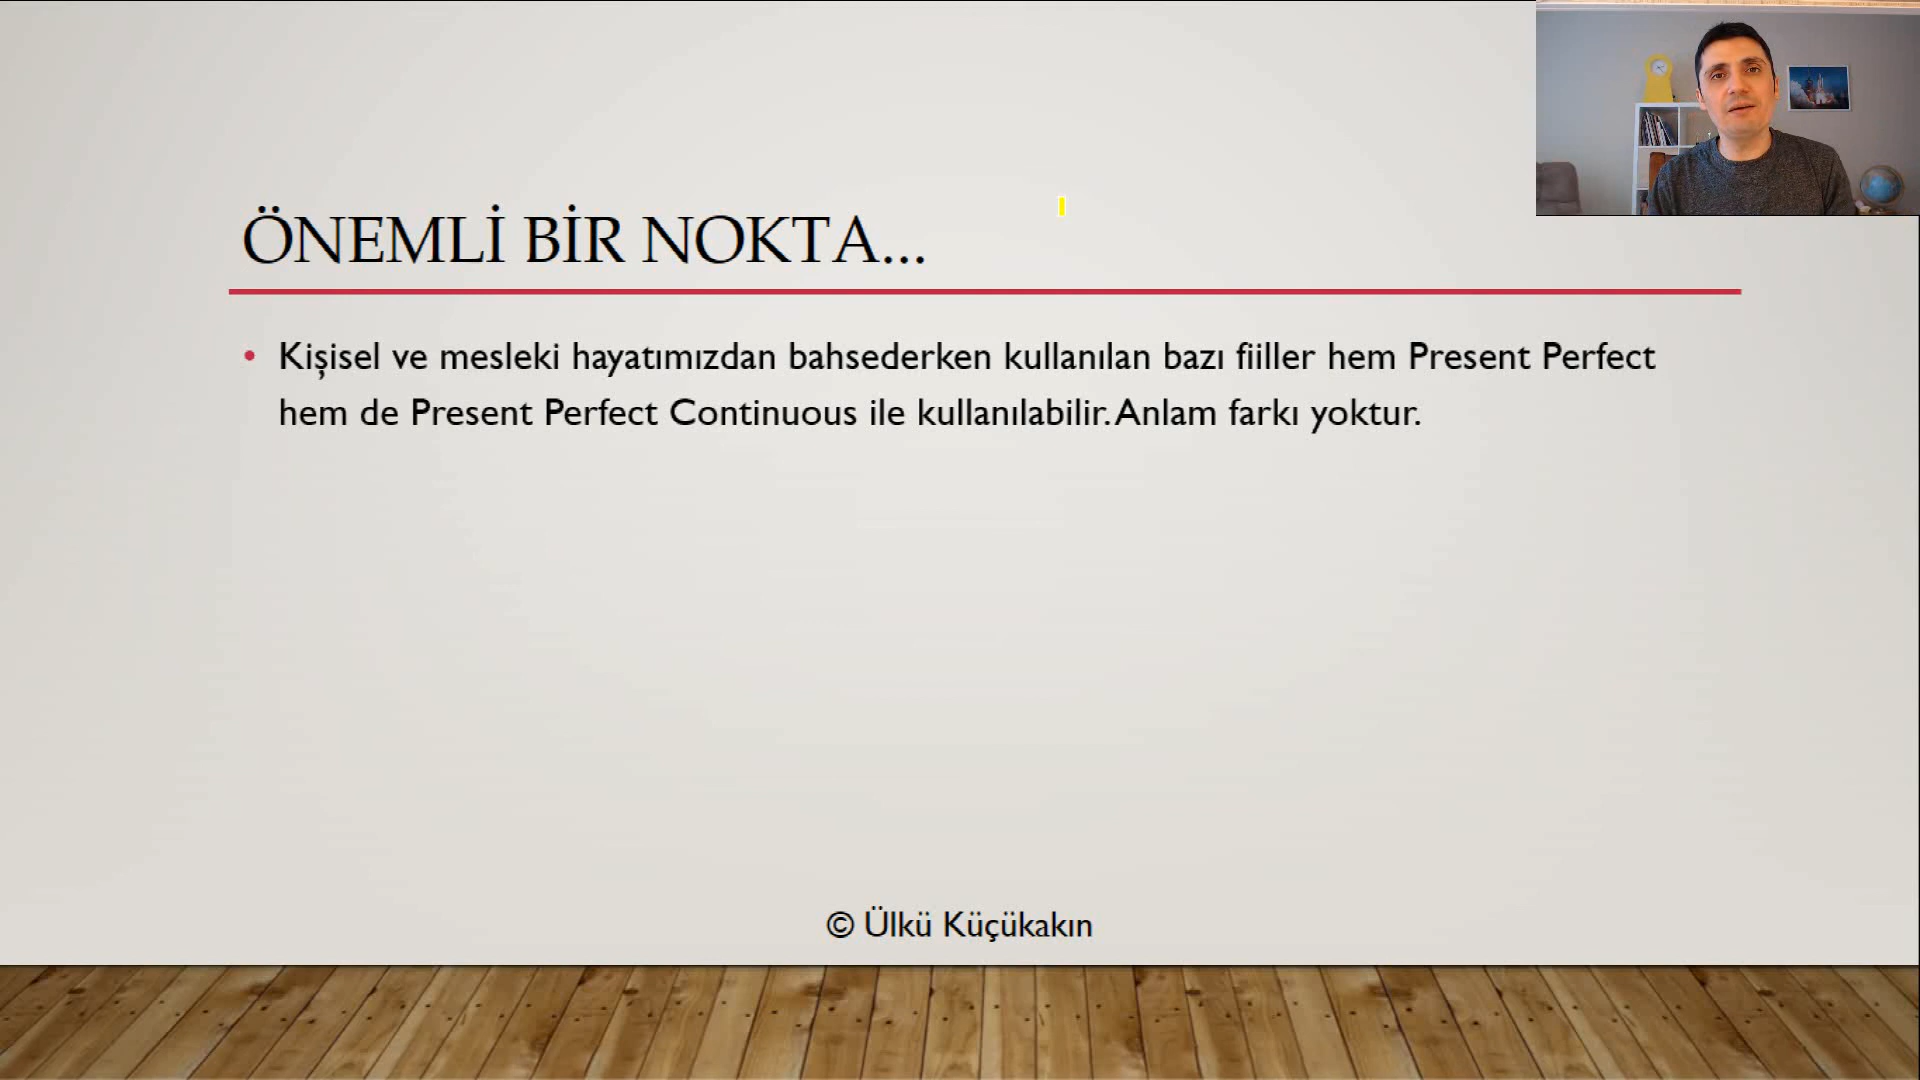 ÖNEMLİ BİR NOKTA...
• Kişisel ve mesleki hayatımızdan bahsederken kullanılan bazı fiiller hem Present Perfect
hem de Present Perfect Continuous ile kullanılabilir. Anlam farkı yoktur.
© Ülkü Küçükakın